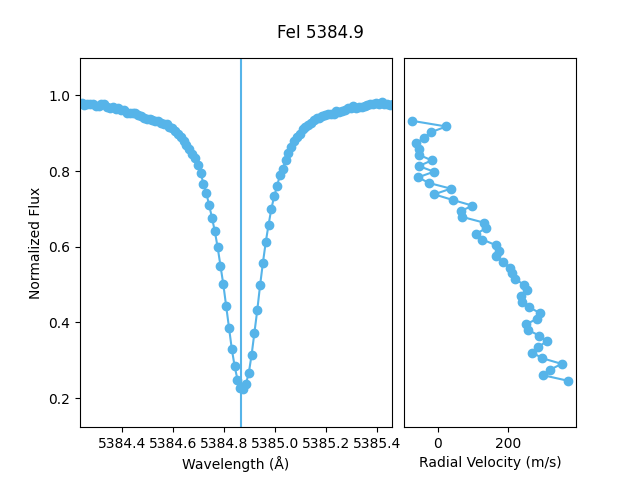 FeI 5384.9
Normalized Flux
1.0
0.8
0.6
0.4
0.2
5384.4 5384.6 5384.8 5385.0 5385.2 5385.4
Wavelength (Å)
0 200
Radial Velocity (m/s)